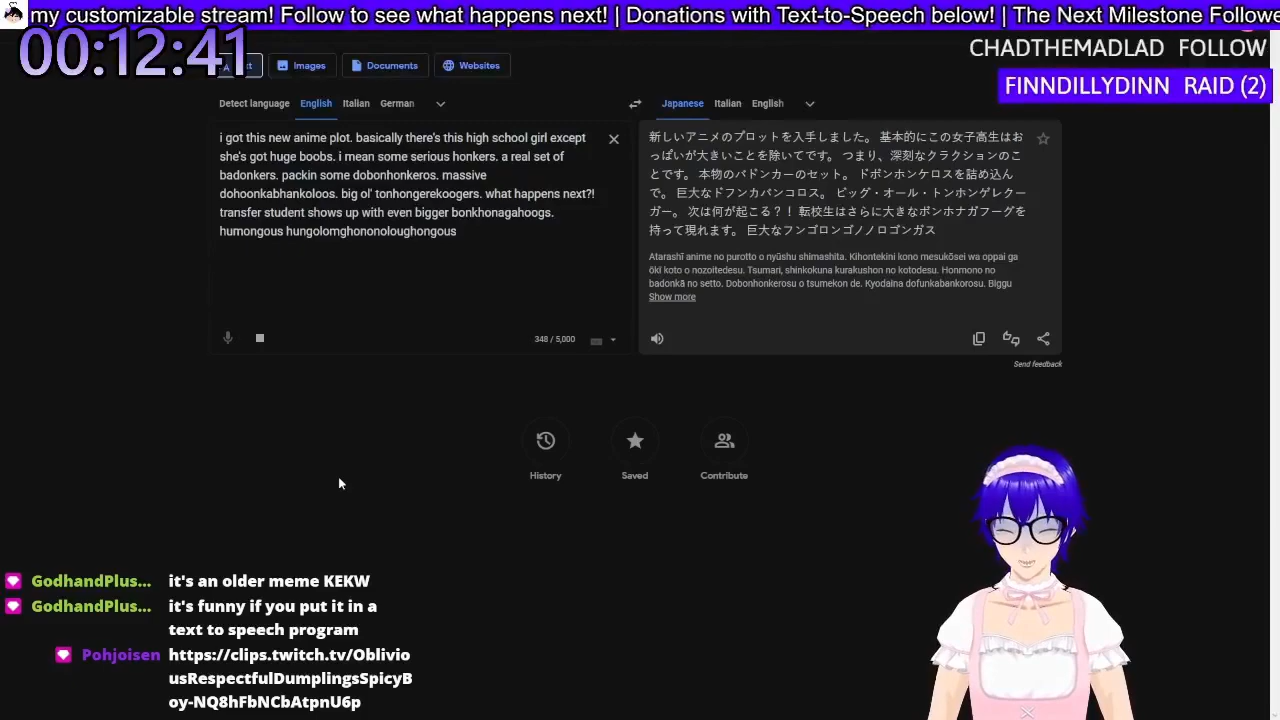 my customizable stream! Follow to see what happens next! | Donations with Text-to-Speech below! | The Next Milestone Followe
00:12:41
CHADTHEMADLAD FOLLOW
FINNDILLYDINN RAID (2)
Images Documents Websites
Detect language English Italian German
Japanese Italian English
i got this new anime plot. basically there's this high school girl except
she's got huge boobs. i mean some serious honkers. a real set of
badonkers. packin some dobonhonkeros. massive
dohoonkabhankoloos. big ol' tonhongerekoogers. what happens next?!
transfer student shows up with even bigger bonkhonagahoogs.
humongous hungolomghononoloughongous
348 / 5,000
新しいアニメのプロットを入手しました。 基本的にこの女子高生はお
っぱいが大きいことを除いてです。 つまり、深刻なクラクションのこ
とです。 本物のバドンカーのセット。 ドボンホンケロスを詰め込ん
で。 巨大なドフンカバンコロス。 ビッグ・オール・トンホンゲレクー
ガー。 次は何が起こる？！ 転校生はさらに大きなボンホナガフーグを
持って現れます。 巨大なフンゴロンゴノノロゴンガス
Atarashī anime no purotto o nyūshu shimashita. Kihontekini kono mesukōsei wa oppai ga
ōkī koto o nozoitedesu. Tsumari, shinkokuna kurakushon no kotodesu. Honmono no
badonkā no setto. Dobonhonkerosu o tsumekon de. Kyodaina dofunkabankorosu. Biggu
Show more
Send feedback
History Saved Contribute
GodhandPlus... it's an older meme KEKW
GodhandPlus... it's funny if you put it in a
text to speech program
Pohjoisen https://clips.twitch.tv/Oblivio
usRespectfulDumplingsSpicyB
oy-NQ8hFbNCbAtpnU6p